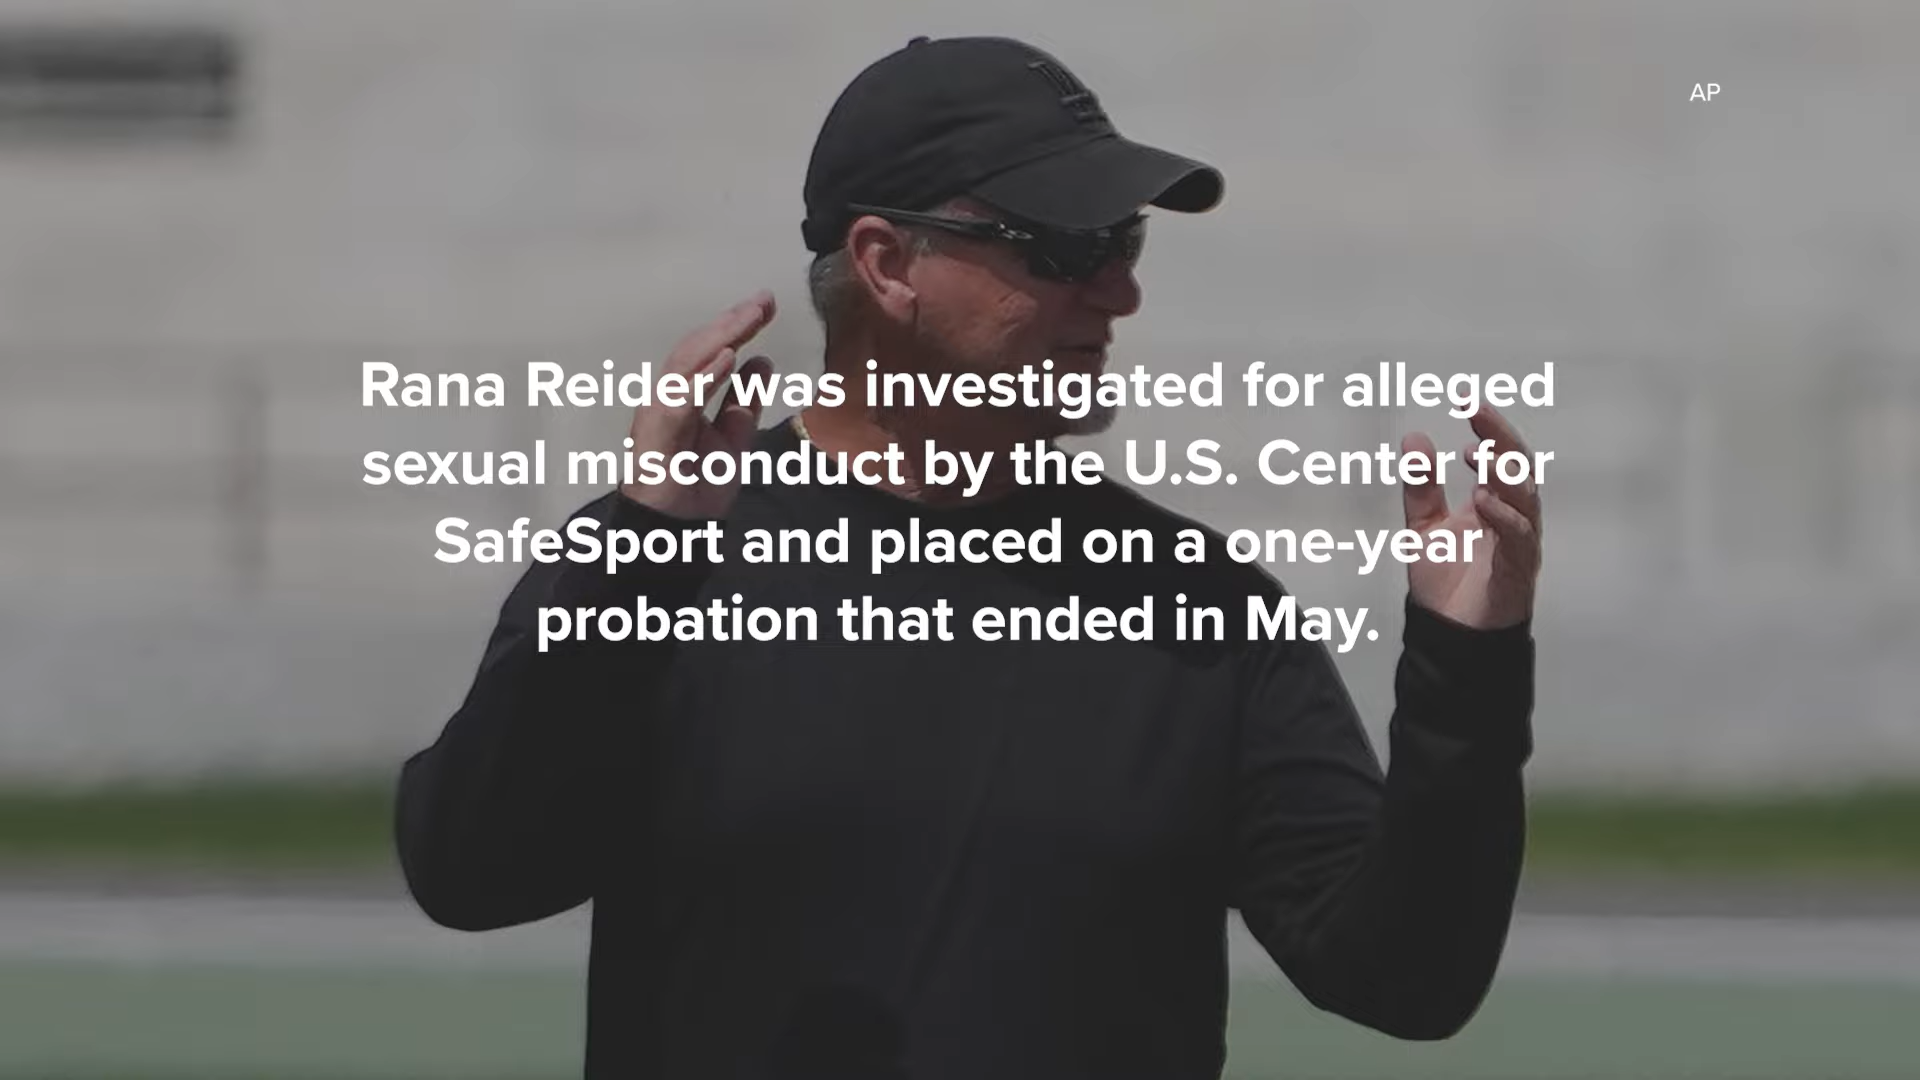 AP
Rana Reider was investigated for alleged
sexual misconduct by the U.S. Center for
SafeSport and placed on a one-year
probation that ended in May.